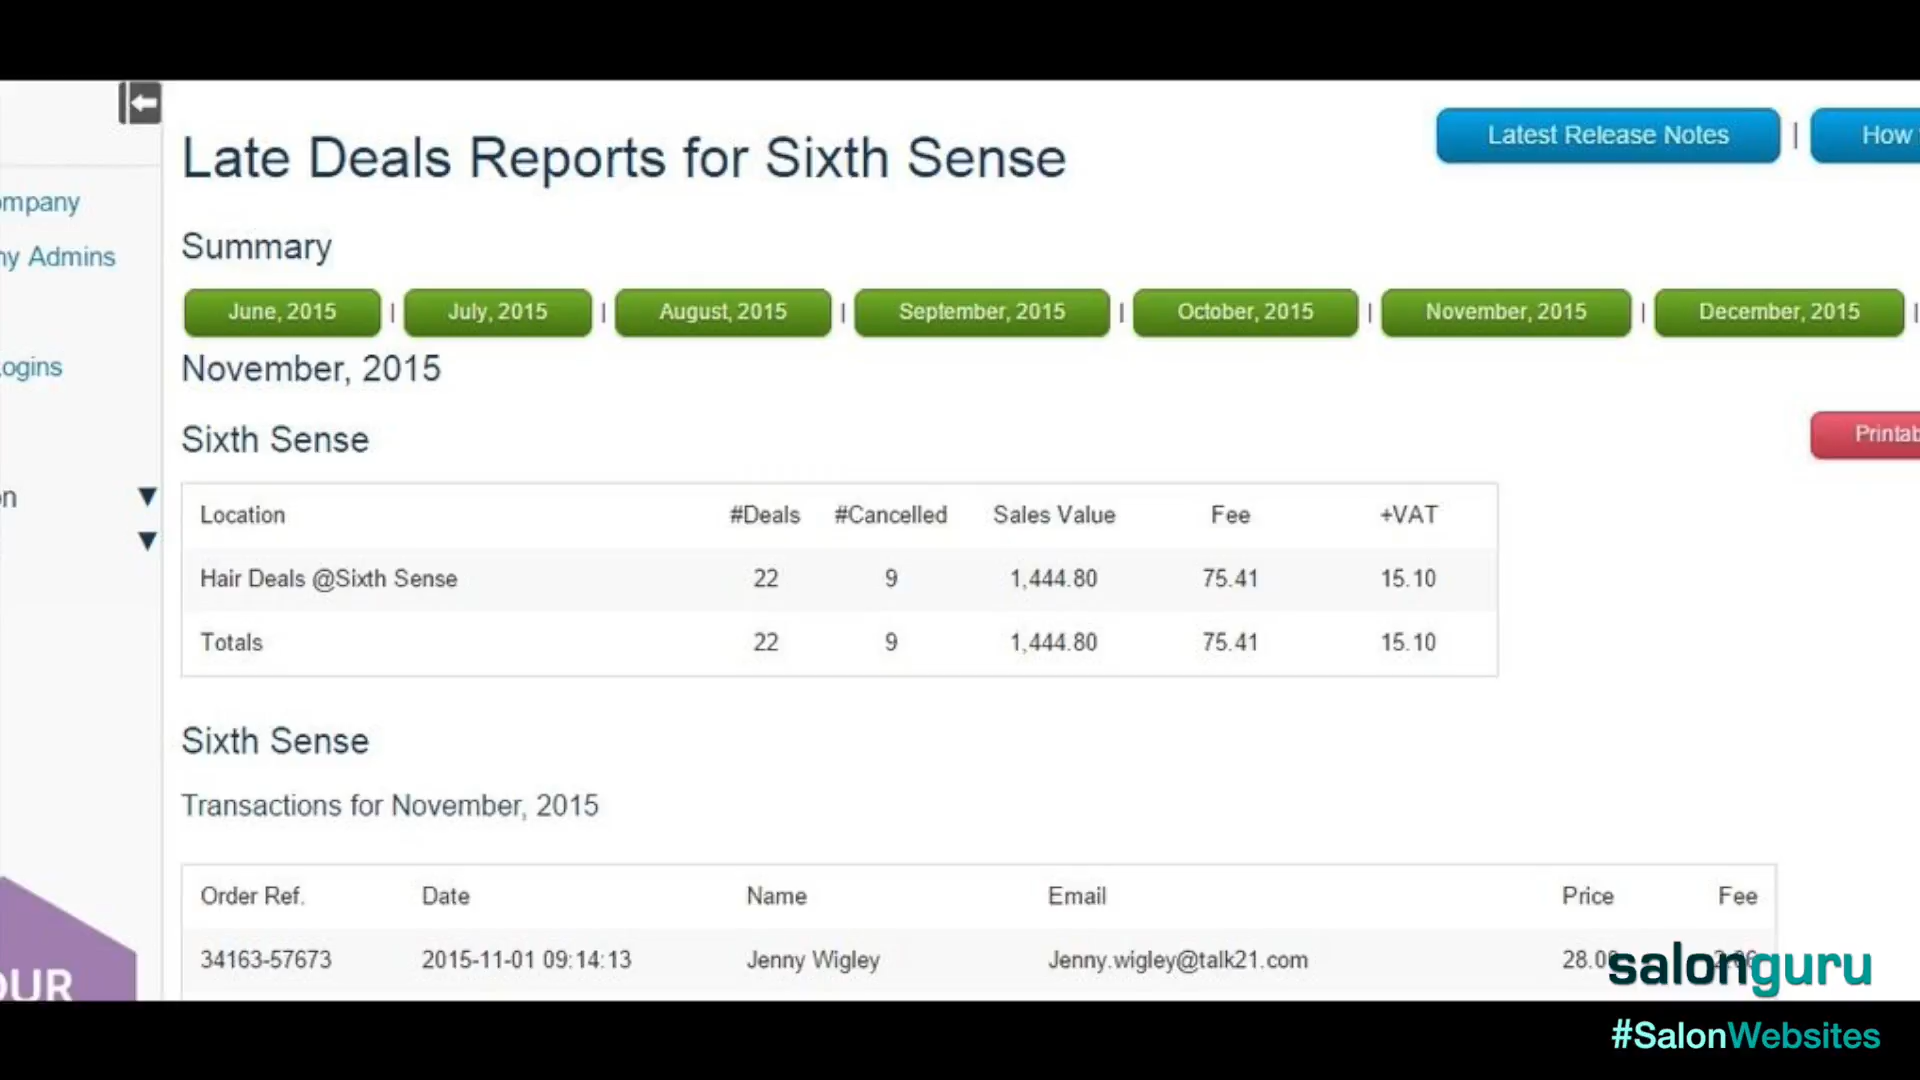 Latest Release Notes | How
Late Deals Reports for Sixth Sense
ompany
ny Admins
Summary
June, 2015 | July, 2015 | August, 2015 | September, 2015 | October, 2015 | November, 2015 | December, 2015 |
November, 2015
ogins
Sixth Sense
Printab
on
Location #Deals #Cancelled Sales Value Fee +VAT
Hair Deals @Sixth Sense 22 9 1,444.80 75.41 15.10
Totals 22 9 1,444.80 75.41 15.10
Sixth Sense
Transactions for November, 2015
Order Ref. Date Name Email Price Fee
34163-57673 2015-11-01 09:14:13 Jenny Wigley Jenny.wigley@talk21.com
OUR
salonguru
#SalonWebsites